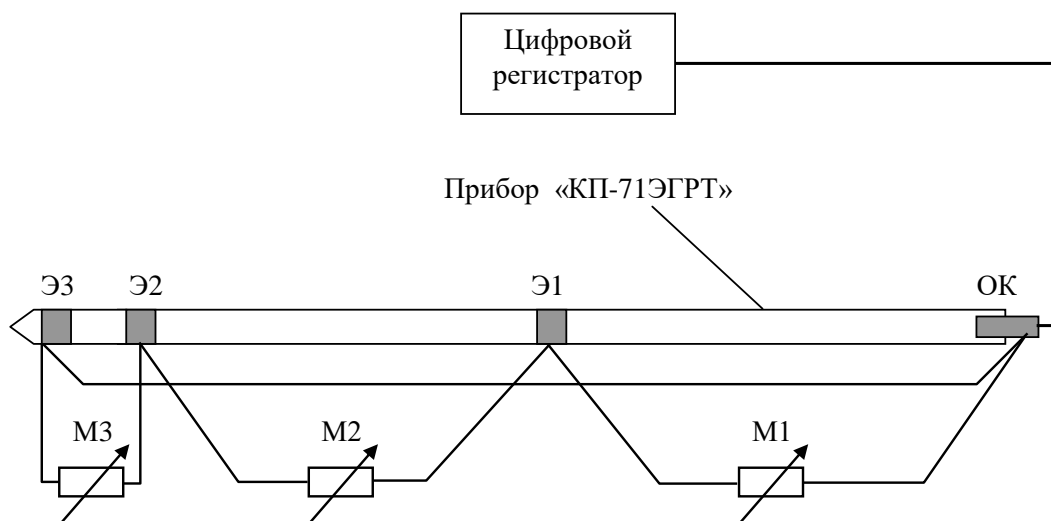 Цифровой
регистратор
Прибор «КП-71ЭГРТ»
Э3 Э2 Э1 ОК
М3 М2 М1